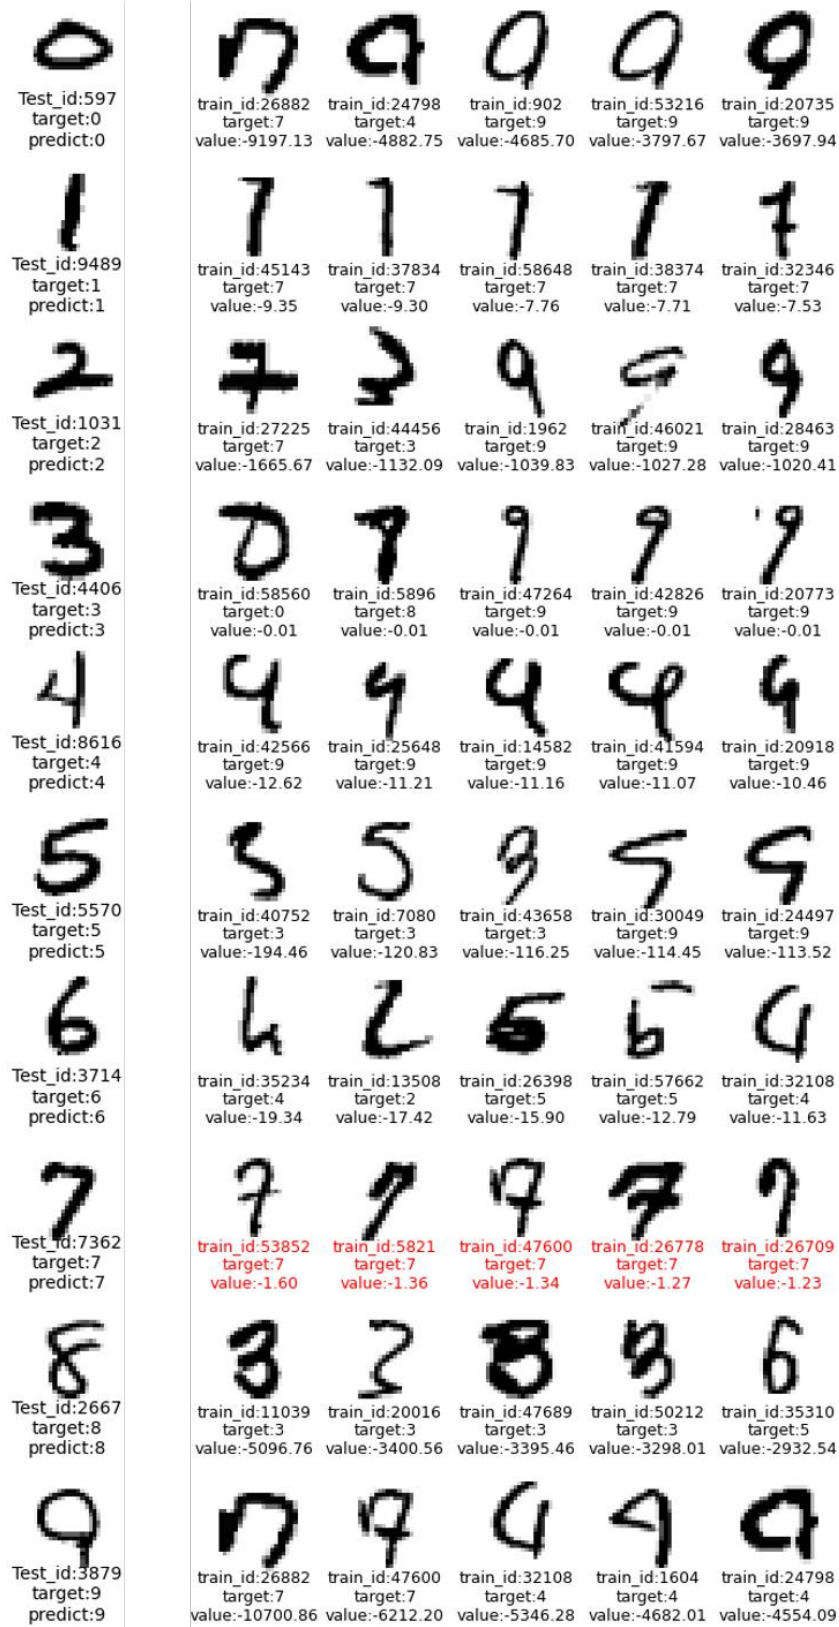 Test_id:597
target:0
predict:0
train_id:26882 train_id:24798 train_id:902 train_id:53216 train_id:20735
target:7 target:4 target:9 target:9 target:9
value:-9197.13 value:-4882.75 value:-4685.70 value:-3797.67 value:-3697.94
Test_id:9489
target:1
predict:1
train_id:45143 train_id:37834 train_id:58648 train_id:38374 train_id:32346
target:7 target:7 target:7 target:7 target:7
value:-9.35 value:-9.30 value:-7.76 value:-7.71 value:-7.53
Test_id:1031
target:2
predict:2
train_id:27225 train_id:44456 train_id:1962 train_id:46021 train_id:28463
target:7 target:3 target:9 target:9 target:9
value:-1665.67 value:-1132.09 value:-1039.83 value:-1027.28 value:-1020.41
Test_id:4406
target:3
predict:3
train_id:58560 train_id:5896 train_id:47264 train_id:42826 train_id:20773
target:0 target:8 target:9 target:9 target:9
value:-0.01 value:-0.01 value:-0.01 value:-0.01 value:-0.01
Test_id:8616
target:4
predict:4
train_id:42566 train_id:25648 train_id:14582 train_id:41594 train_id:20918
target:9 target:9 target:9 target:9 target:9
value:-12.62 value:-11.21 value:-11.16 value:-11.07 value:-10.46
Test_id:5570
target:5
predict:5
train_id:40752 train_id:7080 train_id:43658 train_id:30049 train_id:24497
target:3 target:3 target:3 target:9 target:9
value:-194.46 value:-120.83 value:-116.25 value:-114.45 value:-113.52
Test_id:3714
target:6
predict:6
train_id:35234 train_id:13508 train_id:26398 train_id:57662 train_id:32108
target:4 target:2 target:5 target:5 target:4
value:-19.34 value:-17.42 value:-15.90 value:-12.79 value:-11.63
Test_id:7362
target:7
predict:7
train_id:53852 train_id:5821 train_id:47600 train_id:26778 train_id:26709
target:7 target:7 target:7 target:7 target:7
value:-1.60 value:-1.36 value:-1.34 value:-1.27 value:-1.23
Test_id:2667
target:8
predict:8
train_id:11039 train_id:20016 train_id:47689 train_id:50212 train_id:35310
target:3 target:3 target:3 target:3 target:5
value:-5096.76 value:-3400.56 value:-3395.46 value:-3298.01 value:-2932.54
Test_id:3879
target:9
predict:9
train_id:26882 train_id:47600 train_id:32108 train_id:1604 train_id:24798
target:7 target:7 target:4 target:4 target:4
value:-10700.86 value:-6212.20 value:-5346.28 value:-4682.01 value:-4554.09